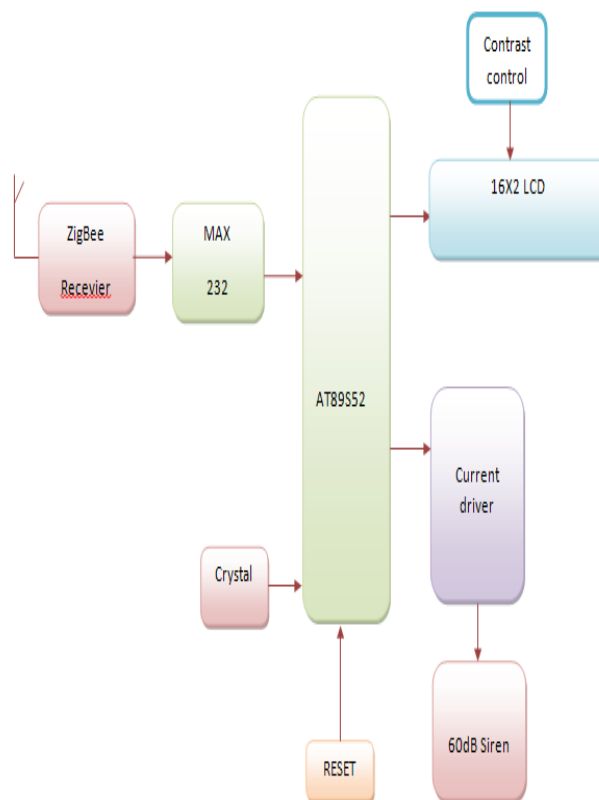 Contrast
control
16X2 LCD
ZigBee
Recevier
MAX
232
AT89S52
Current
driver
Crystal
60dB Siren
RESET